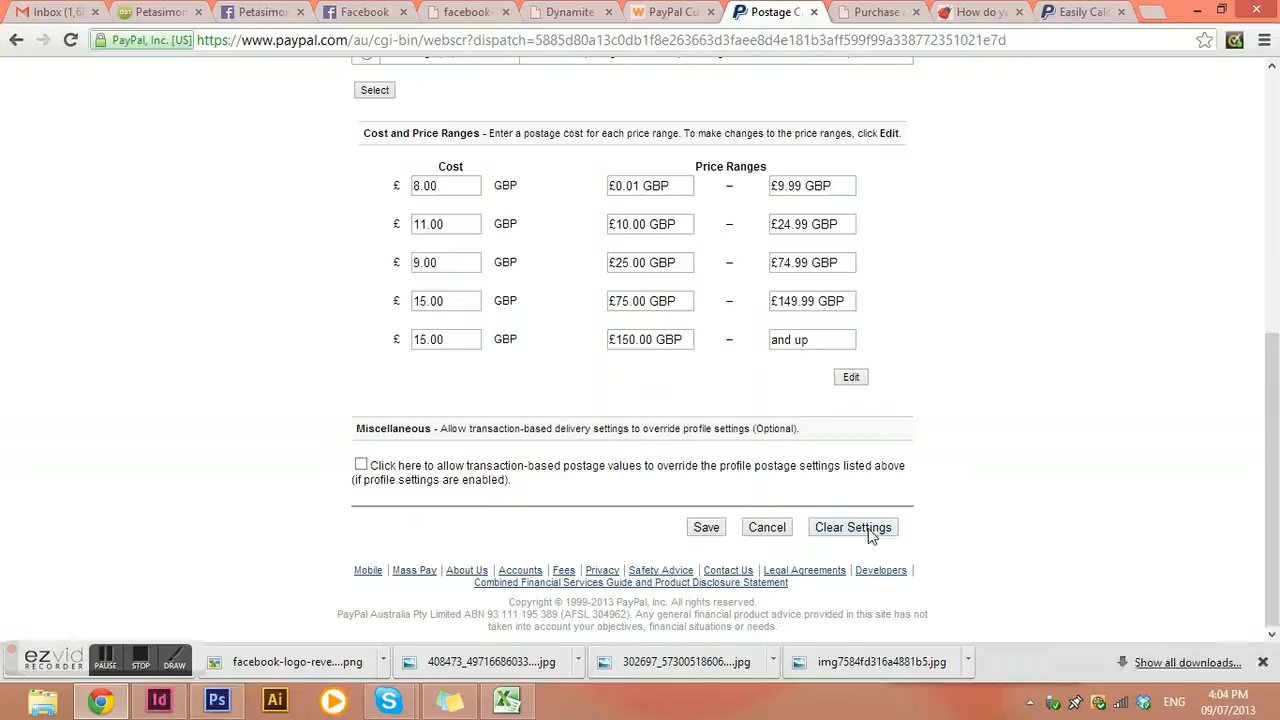 Inbox (1,6
Petasimon
Petasimo
Facebook
facebook-
Dynamite
PayPal Cu
Postage C
Purchase a
How do y
Easily Calc
PayPal, Inc. [US]
https://www.paypal.com/au/cgi-bin/webscr?dispatch=5885d80a13c0db1f8e263663d3faee8d4e181b3aff599f99a338772351021e7d
Select
Cost and Price Ranges - Enter a postage cost for each price range. To make changes to the price ranges, click Edit.
Cost Price Ranges
£ 8.00 GBP £0.01 GBP – £9.99 GBP
£ 11.00 GBP £10.00 GBP – £24.99 GBP
£ 9.00 GBP £25.00 GBP – £74.99 GBP
£ 15.00 GBP £75.00 GBP – £149.99 GBP
£ 15.00 GBP £150.00 GBP – and up
Edit
Miscellaneous - Allow transaction-based delivery settings to override profile settings (Optional).
Click here to allow transaction-based postage values to override the profile postage settings listed above
(if profile settings are enabled).
Save Cancel Clear Settings
Mobile | Mass Pay | About Us | Accounts | Fees | Privacy | Safety Advice | Contact Us | Legal Agreements | Developers |
Combined Financial Services Guide and Product Disclosure Statement
Copyright © 1999-2013 PayPal, Inc. All rights reserved.
PayPal Australia Pty Limited ABN 93 111 195 389 (AFSL 304962). Any general financial product advice provided in this site has not
taken into account your objectives, financial situations or needs.
ezvid
RECORDER
PAUSE STOP DRAW
facebook-logo-reve....png
408473_49716686033....jpg
302697_57300518606....jpg
img7584fd316a4881b5.jpg
Show all downloads...
Id Ps Ai
ENG
4:04 PM
09/07/2013